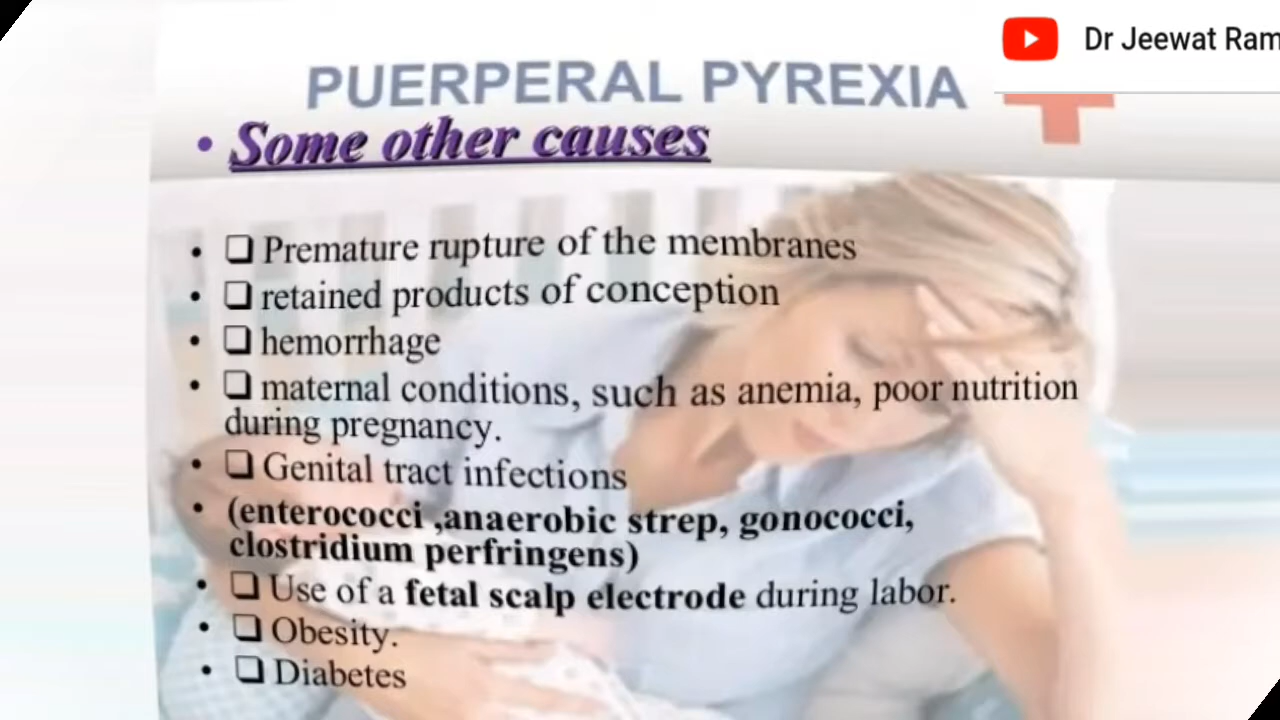 Dr Jeewat Ram
PUERPERAL PYREXIA
• Some other causes
• ❑ Premature rupture of the membranes
• ❑ retained products of conception
• ❑ hemorrhage
• ❑ maternal conditions, such as anemia, poor nutrition
during pregnancy.
• ❑ Genital tract infections
• (enterococci ,anaerobic strep, gonococci,
clostridium perfringens)
• ❑ Use of a fetal scalp electrode during labor.
• ❑ Obesity.
• ❑ Diabetes